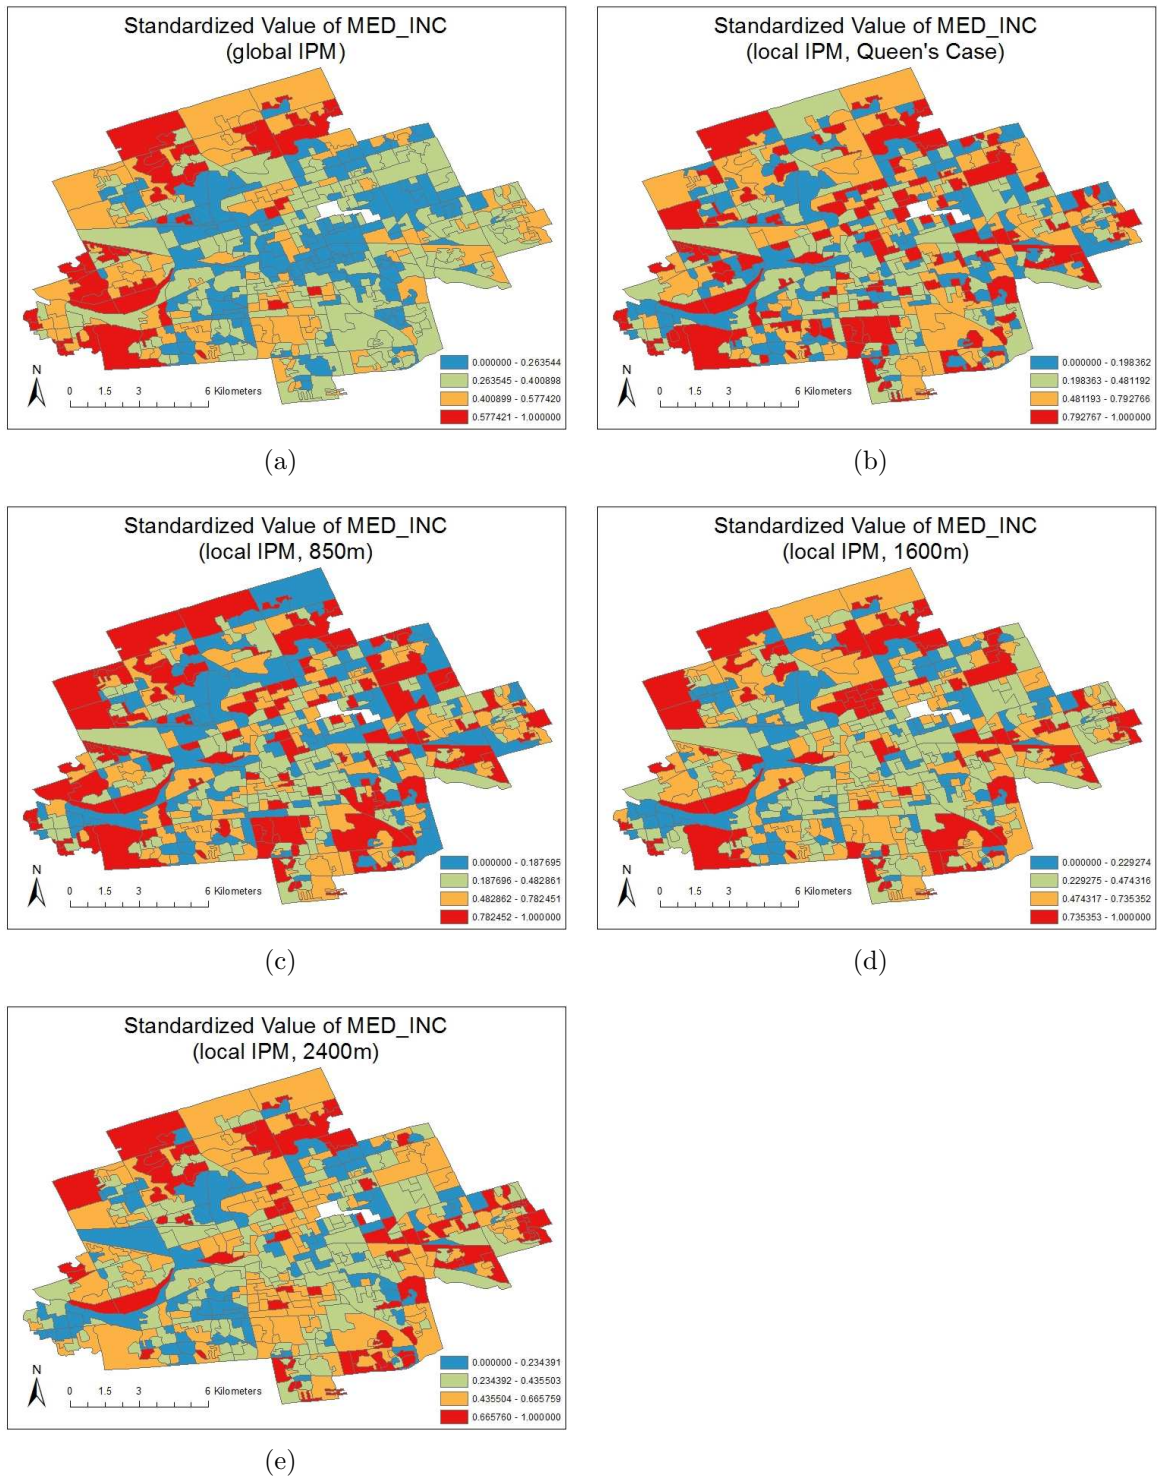 Standardized Value of MED_INC
(global IPM)
N
0 1.5 3 6 Kilometers
0.000000 - 0.263544
0.263545 - 0.400898
0.400899 - 0.577420
0.577421 - 1.000000
(a)
Standardized Value of MED_INC
(local IPM, Queen's Case)
N
0 1.5 3 6 Kilometers
0.000000 - 0.198362
0.198363 - 0.481192
0.481193 - 0.792766
0.792767 - 1.000000
(b)
Standardized Value of MED_INC
(local IPM, 850m)
N
0 1.5 3 6 Kilometers
0.000000 - 0.187695
0.187696 - 0.482861
0.482862 - 0.782451
0.782452 - 1.000000
(c)
Standardized Value of MED_INC
(local IPM, 1600m)
N
0 1.5 3 6 Kilometers
0.000000 - 0.229274
0.229275 - 0.474316
0.474317 - 0.735352
0.735353 - 1.000000
(d)
Standardized Value of MED_INC
(local IPM, 2400m)
N
0 1.5 3 6 Kilometers
0.000000 - 0.234391
0.234392 - 0.435503
0.435504 - 0.665759
0.665760 - 1.000000
(e)